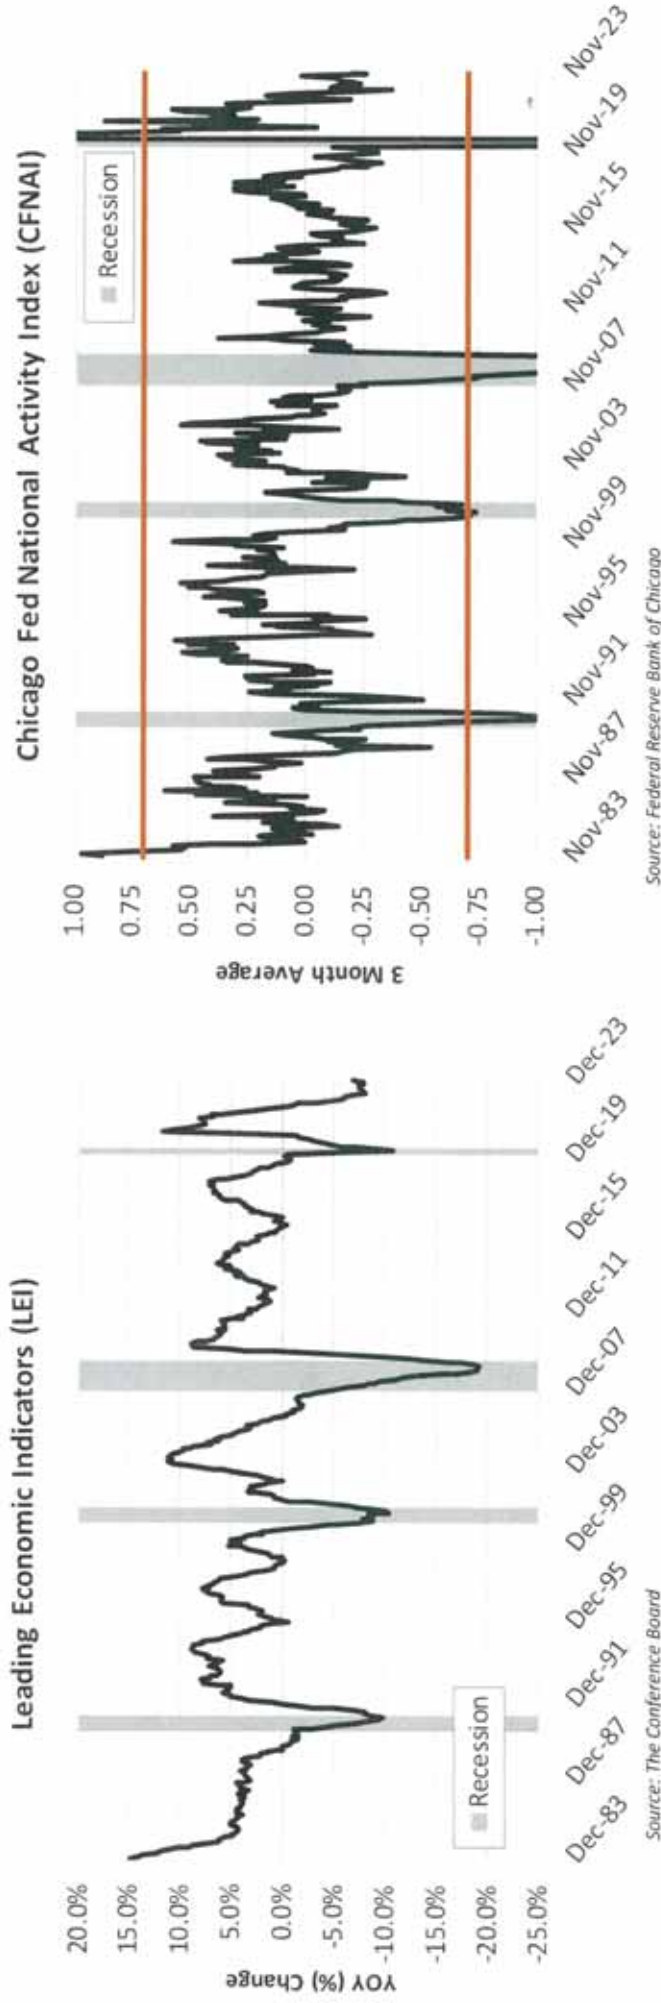 Leading Economic Indicators (LEI)
YOY (%) Change
20.0%
15.0%
10.0%
5.0%
0.0%
-5.0%
-10.0%
-15.0%
-20.0%
-25.0%
Recession
Dec-83
Dec-87
Dec-91
Dec-95
Dec-99
Dec-03
Dec-07
Dec-11
Dec-15
Dec-19
Dec-23
Source: The Conference Board
Chicago Fed National Activity Index (CFNAI)
3 Month Average
1.00
0.75
0.50
0.25
0.00
-0.25
-0.50
-0.75
-1.00
Recession
Nov-83
Nov-87
Nov-91
Nov-95
Nov-99
Nov-03
Nov-07
Nov-11
Nov-15
Nov-19
Nov-23
Source: Federal Reserve Bank of Chicago